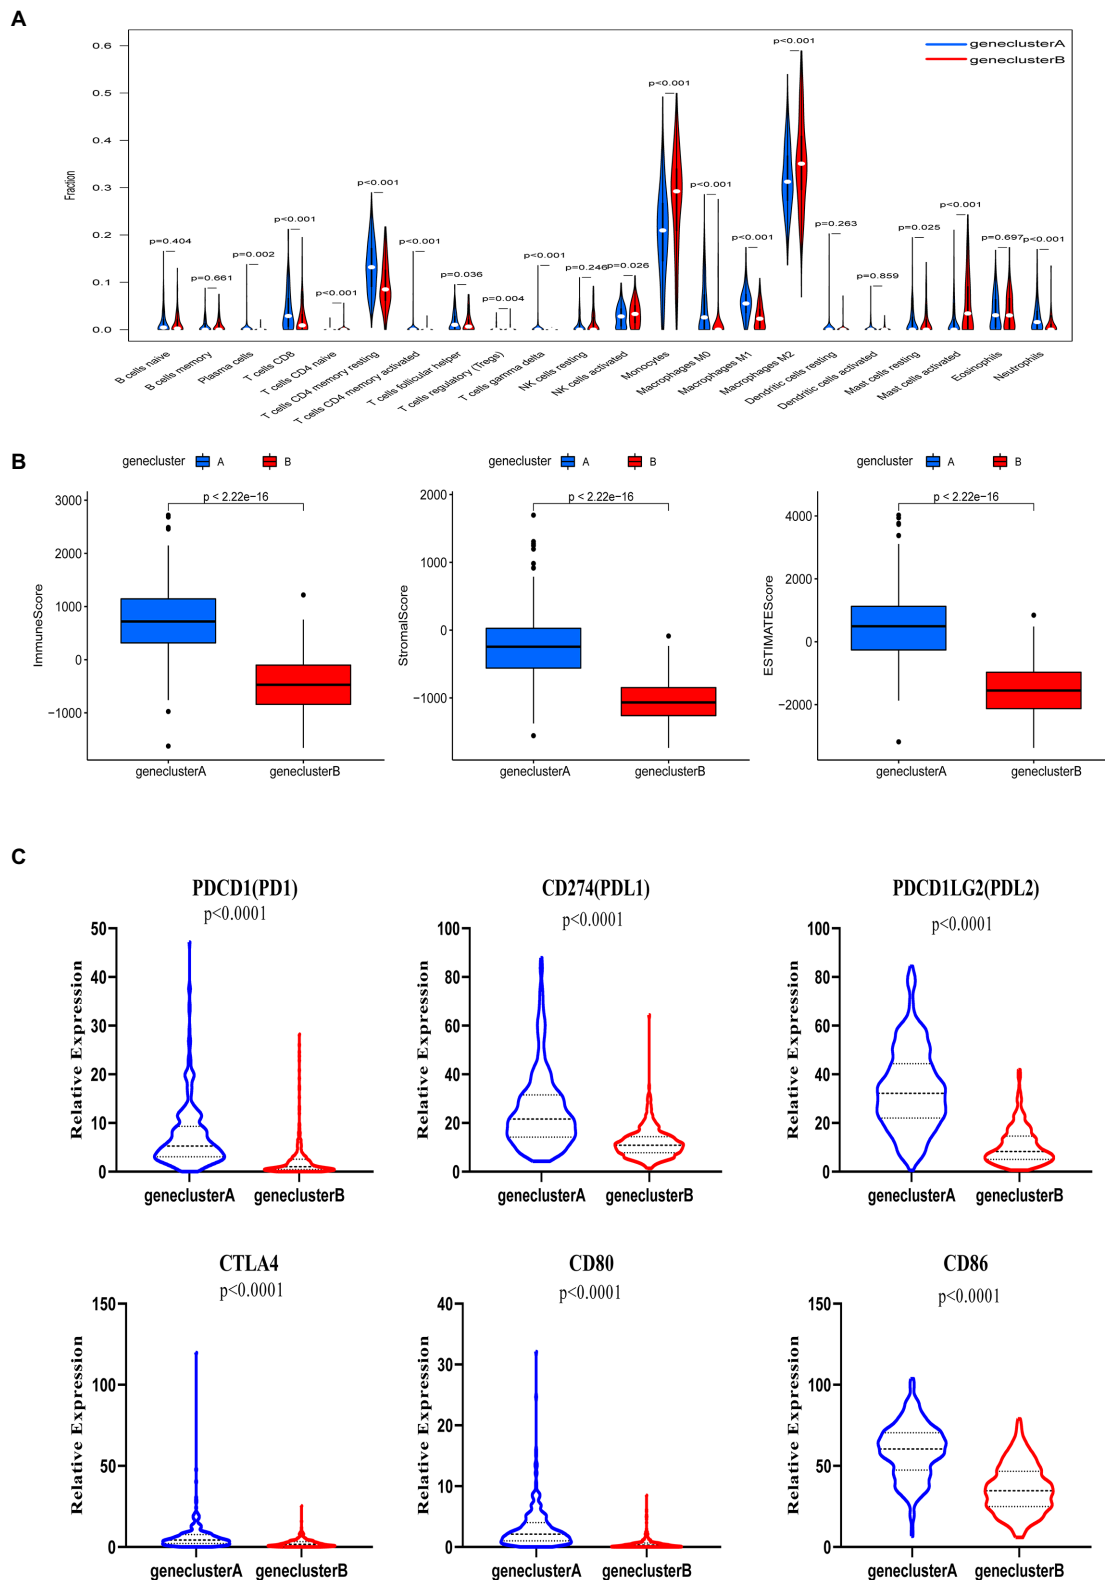 A
geneclusterA
geneclusterB
Fraction
0.6
0.5
0.4
0.3
0.2
0.1
0.0
p=0.404
p=0.661
p=0.002
p<0.001
p<0.001
p<0.001
p<0.001
p=0.036
p=0.004
p<0.001
p=0.246
p=0.026
p<0.001
p<0.001
p<0.001
p<0.001
p=0.263
p=0.859
p=0.025
p<0.001
p=0.697
p<0.001
B cells naive
B cells memory
Plasma cells
T cells CD8
T cells CD4 naive
T cells CD4 memory resting
T cells CD4 memory activated
T cells follicular helper
T cells regulatory (Tregs)
T cells gamma delta
NK cells resting
NK cells activated
Monocytes
Macrophages M0
Macrophages M1
Macrophages M2
Dendritic cells resting
Dendritic cells activated
Mast cells resting
Mast cells activated
Eosinophils
Neutrophils
B
genecluster A B
p < 2.22e−16
ImmuneScore
3000
2000
1000
0
−1000
geneclusterA geneclusterB
genecluster A B
p < 2.22e−16
StromalScore
2000
1000
0
−1000
geneclusterA geneclusterB
gencluster A B
p < 2.22e−16
ESTIMATEScore
4000
2000
0
−2000
geneclusterA geneclusterB
C
PDCD1(PD1)
p<0.0001
Relative Expression
50
40
30
20
10
0
geneclusterA geneclusterB
CD274(PDL1)
p<0.0001
Relative Expression
100
80
60
40
20
0
geneclusterA geneclusterB
PDCD1LG2(PDL2)
p<0.0001
Relative Expression
100
80
60
40
20
0
geneclusterA geneclusterB
CTLA4
p<0.0001
Relative Expression
150
100
50
0
geneclusterA geneclusterB
CD80
p<0.0001
Relative Expression
40
30
20
10
0
geneclusterA geneclusterB
CD86
p<0.0001
Relative Expression
150
100
50
0
geneclusterA geneclusterB